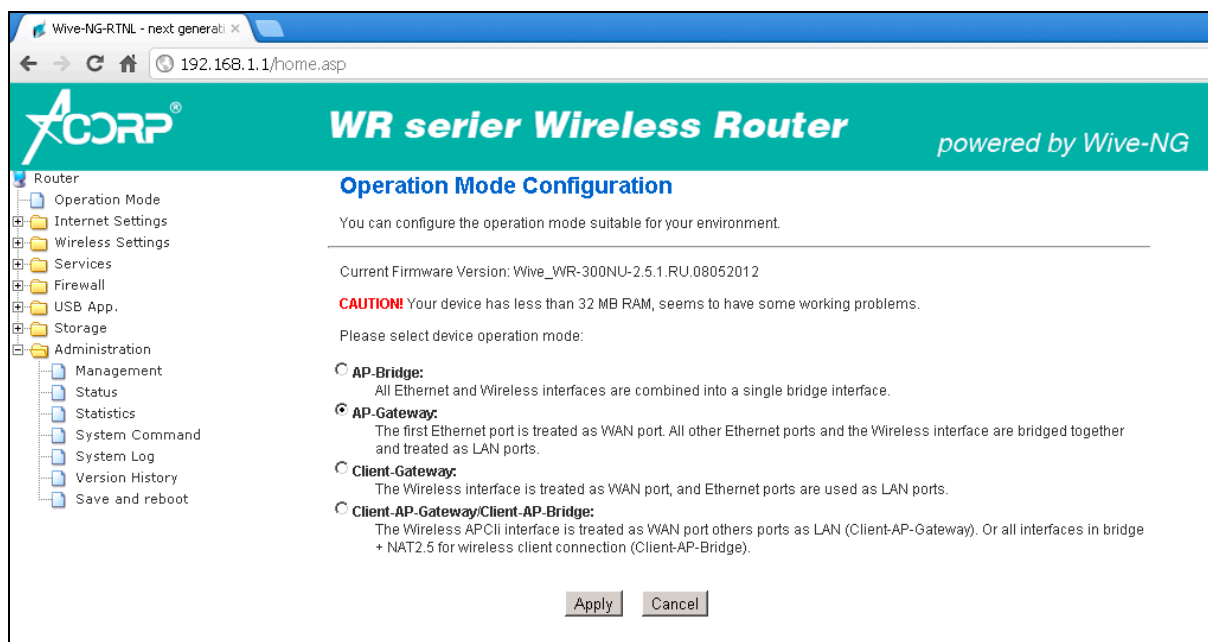 Wive-NG-RTNL - next generati
192.168.1.1/home.asp
ACORP®
WR serier Wireless Router
powered by Wive-NG
Router
Operation Mode
Internet Settings
Wireless Settings
Services
Firewall
USB App.
Storage
Administration
Management
Status
Statistics
System Command
System Log
Version History
Save and reboot
Operation Mode Configuration
You can configure the operation mode suitable for your environment.
Current Firmware Version: Wive_WR-300NU-2.5.1.RU.08052012
CAUTION! Your device has less than 32 MB RAM, seems to have some working problems.
Please select device operation mode:
AP-Bridge:
All Ethernet and Wireless interfaces are combined into a single bridge interface.
AP-Gateway:
The first Ethernet port is treated as WAN port. All other Ethernet ports and the Wireless interface are bridged together
and treated as LAN ports.
Client-Gateway:
The Wireless interface is treated as WAN port, and Ethernet ports are used as LAN ports.
Client-AP-Gateway/Client-AP-Bridge:
The Wireless APCli interface is treated as WAN port others ports as LAN (Client-AP-Gateway). Or all interfaces in bridge
+ NAT2.5 for wireless client connection (Client-AP-Bridge).
Apply
Cancel